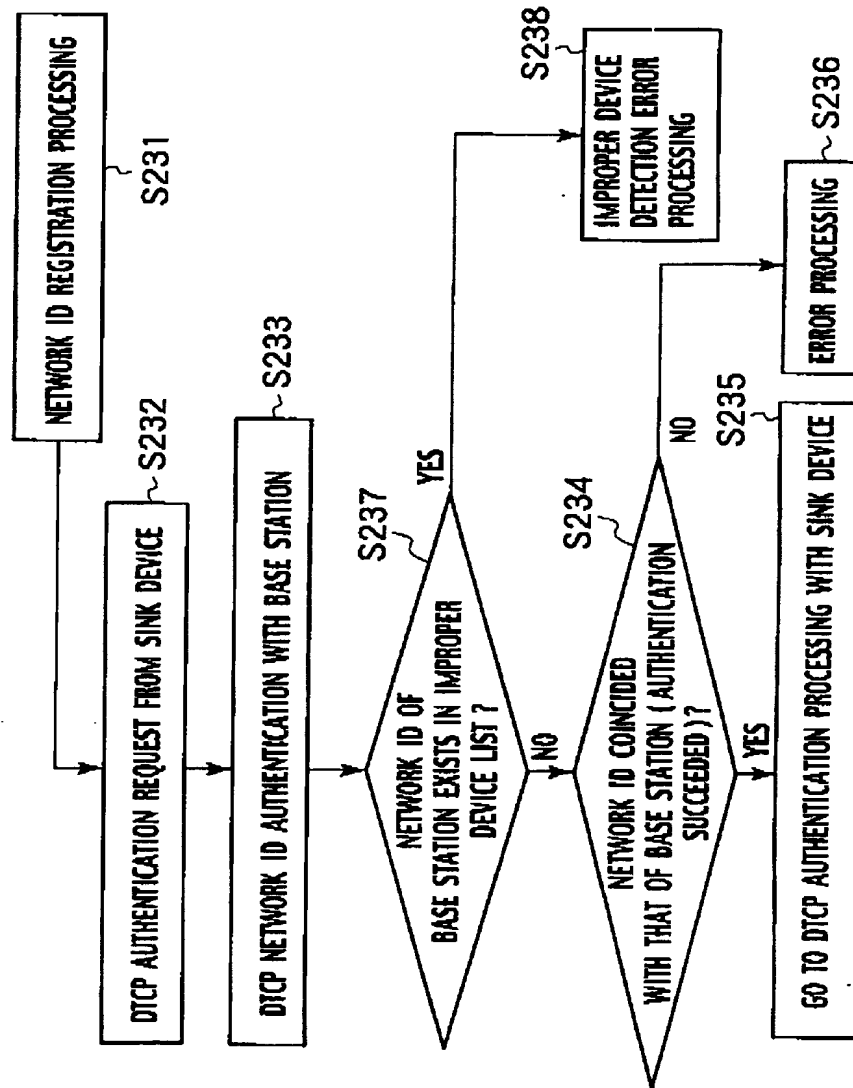 NETWORK ID REGISTRATION PROCESSING
S231
DTCP AUTHENTICATION REQUEST FROM SINK DEVICE
S232
DTCP NETWORK ID AUTHENTICATION WITH BASE STATION
S233
NETWORK ID OF
BASE STATION EXISTS IN IMPROPER
DEVICE LIST ?
S237
YES
NO
IMPROPER DEVICE
DETECTION ERROR
PROCESSING
S238
NETWORK ID COINCIDED
WITH THAT OF BASE STATION (AUTHENTICATION
SUCCEEDED)?
S234
NO
YES
GO TO DTCP AUTHENTICATION PROCESSING WITH SINK DEVICE
S235
ERROR PROCESSING
S236